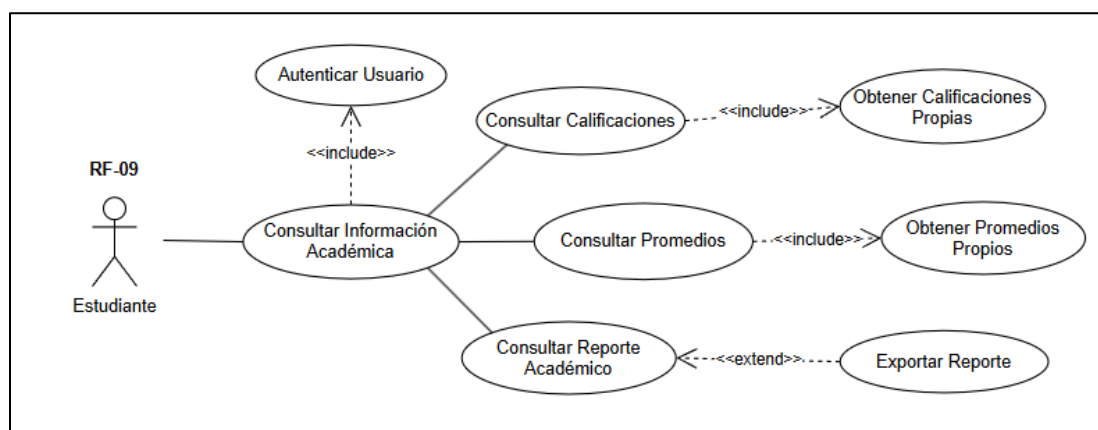 Autenticar Usuario
<<include>>
RF-09
Estudiante
Consultar Información
Académica
Consultar Calificaciones
<<include>>
Obtener Calificaciones
Propias
Consultar Promedios
<<include>>
Obtener Promedios
Propios
Consultar Reporte
Académico
<<extend>>
Exportar Reporte